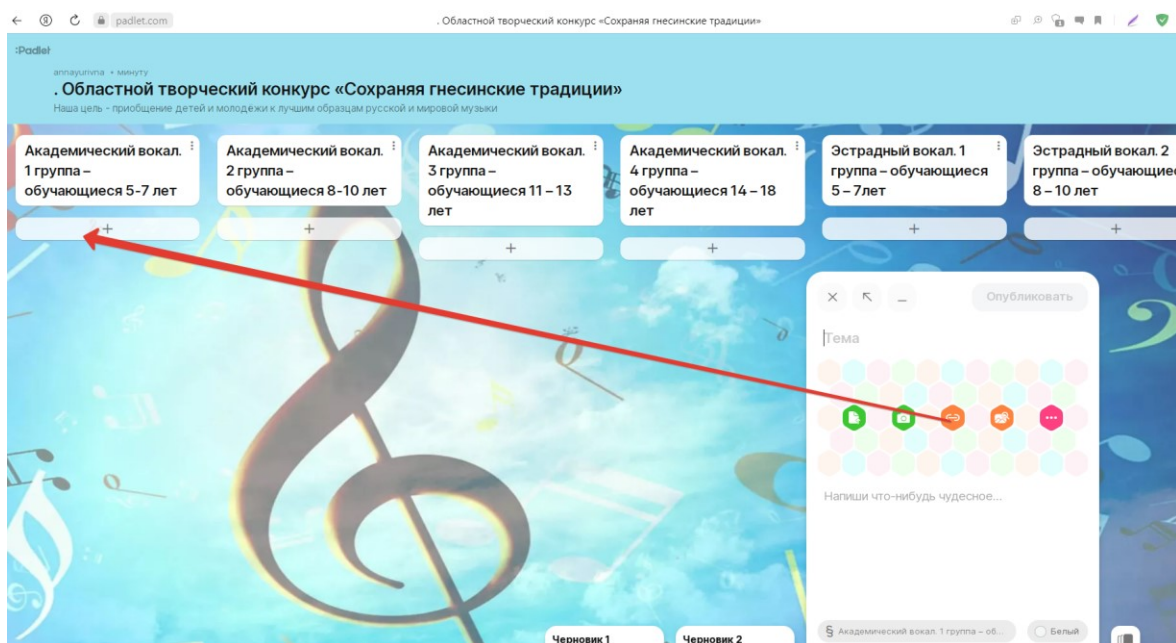 padlet.com
. Областной творческий конкурс «Сохраняя гнесинские традиции»
:Padlet
annayurivna + минуту
. Областной творческий конкурс «Сохраняя гнесинские традиции»
Наша цель - приобщение детей и молодёжи к лучшим образцам русской и мировой музыки
Академический вокал.
1 группа –
обучающиеся 5-7 лет
+
Академический вокал.
2 группа –
обучающиеся 8-10 лет
+
Академический вокал.
3 группа –
обучающиеся 11 – 13
лет
+
Академический вокал.
4 группа –
обучающиеся 14 – 18
лет
+
Эстрадный вокал. 1
группа – обучающиеся
5 – 7лет
+
Эстрадный вокал. 2
группа – обучающиес
8 – 10 лет
+
Опубликовать
Тема
Напиши что-нибудь чудесное...
Академический вокал. 1 группа – об...
Белый
Черновик 1
Черновик 2